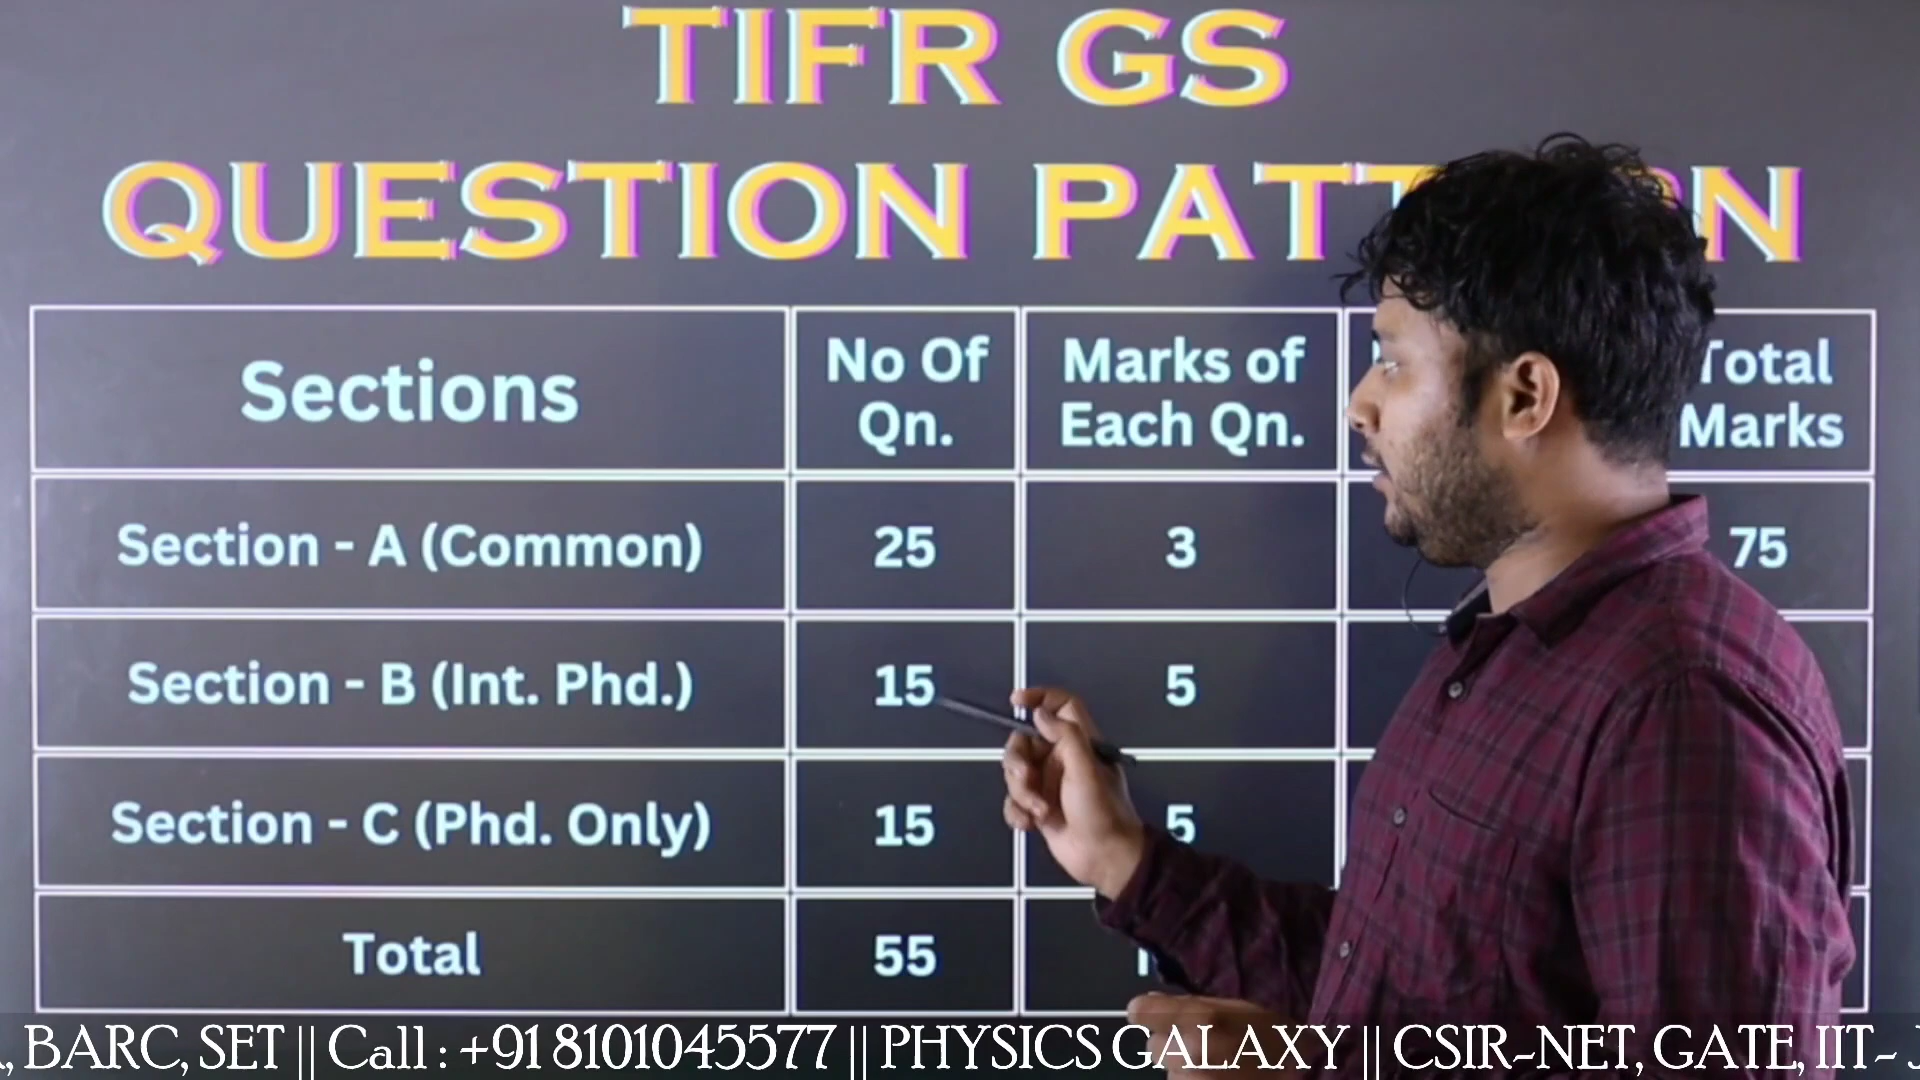 TIFR GS
QUESTION
Sections
No Of
Qn.
Marks of
Each Qn.
Total
Marks
Section - A (Common)
25
3
75
Section - B (Int. Phd.)
15
5
Section - C (Phd. Only)
15
5
Total
55
, BARC, SET || Call : +91 8101045577 || PHYSICS GALAXY || CSIR-NET, GATE, IIT-